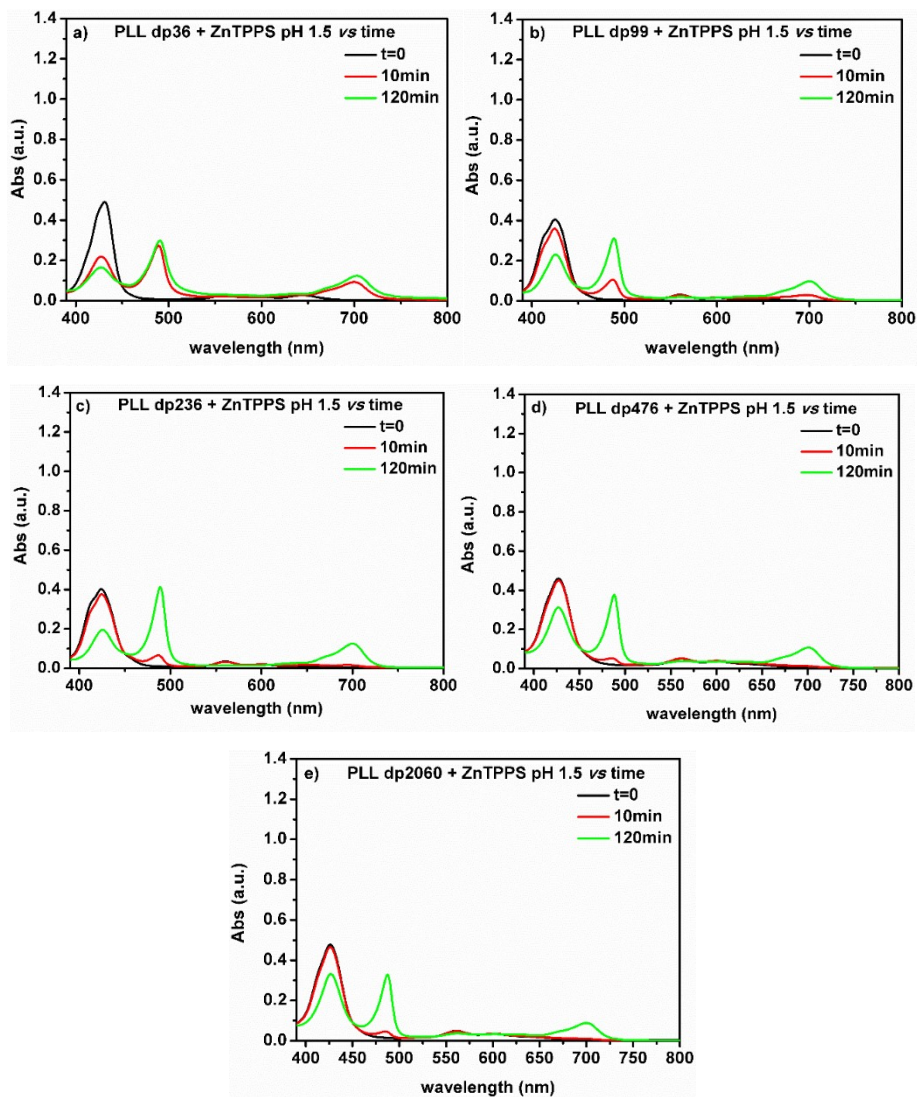 a) PLL dp36 + ZnTPPS pH 1.5 vs time
t=0
10min
120min
1.4
1.2
1.0
0.8
0.6
0.4
0.2
0.0
Abs (a.u.)
400 500 600 700 800
wavelength (nm)
b) PLL dp99 + ZnTPPS pH 1.5 vs time
t=0
10min
120min
1.4
1.2
1.0
0.8
0.6
0.4
0.2
0.0
Abs (a.u.)
400 450 500 550 600 650 700 750 800
wavelength (nm)
c) PLL dp236 + ZnTPPS pH 1.5 vs time
t=0
10min
120min
1.4
1.2
1.0
0.8
0.6
0.4
0.2
0.0
Abs (a.u.)
400 500 600 700 800
wavelength (nm)
d) PLL dp476 + ZnTPPS pH 1.5 vs time
t=0
10min
120min
1.4
1.2
1.0
0.8
0.6
0.4
0.2
0.0
Abs (a.u.)
400 450 500 550 600 650 700 750 800
wavelength (nm)
e) PLL dp2060 + ZnTPPS pH 1.5 vs time
t=0
10min
120min
1.4
1.2
1.0
0.8
0.6
0.4
0.2
0.0
Abs (a.u.)
400 450 500 550 600 650 700 750 800
wavelength (nm)